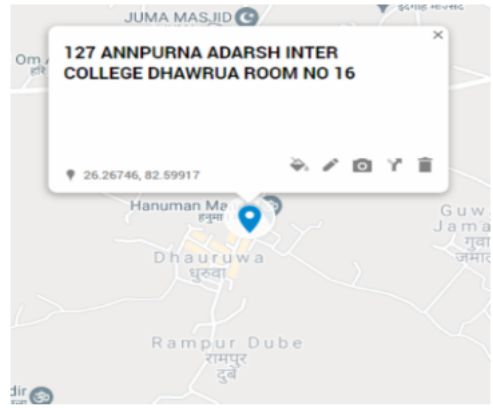 JUMA MASJID
127 ANNPURNA ADARSH INTER
COLLEGE DHAWRUA ROOM NO 16
Om
26.26746, 82.59917
Hanuman Ma
हनुमा
Dhauruwa
धुरुवा
Guw
Jama
गुवा
जमाल
Rampur Dube
रामपुर
दुबे
dir